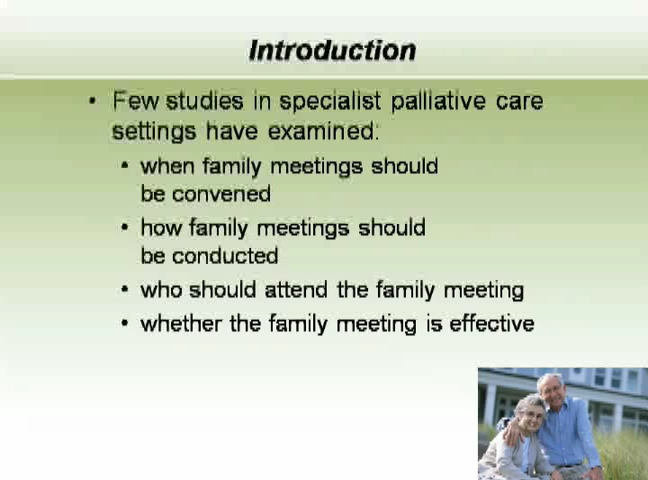 Introduction
• Few studies in specialist palliative care
settings have examined:
• when family meetings should
be convened
• how family meetings should
be conducted
• who should attend the family meeting
• whether the family meeting is effective